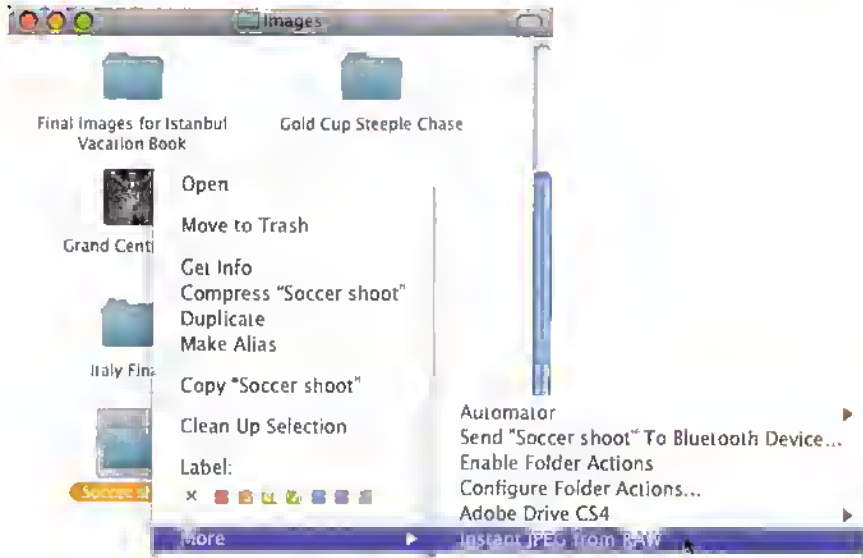 Images
Final Images for Istanbul
Vacation Book
Gold Cup Steeple Chase
Grand Centi
Italy Fina
Soccer sh
Open
Move to Trash
Get Info
Compress "Soccer shoot"
Duplicate
Make Alias
Copy "Soccer shoot"
Clean Up Selection
Label:
×
More
Automator
Send "Soccer shoot" To Bluetooth Device...
Enable Folder Actions
Configure Folder Actions...
Adobe Drive CS4
Instant JPEG from RAW